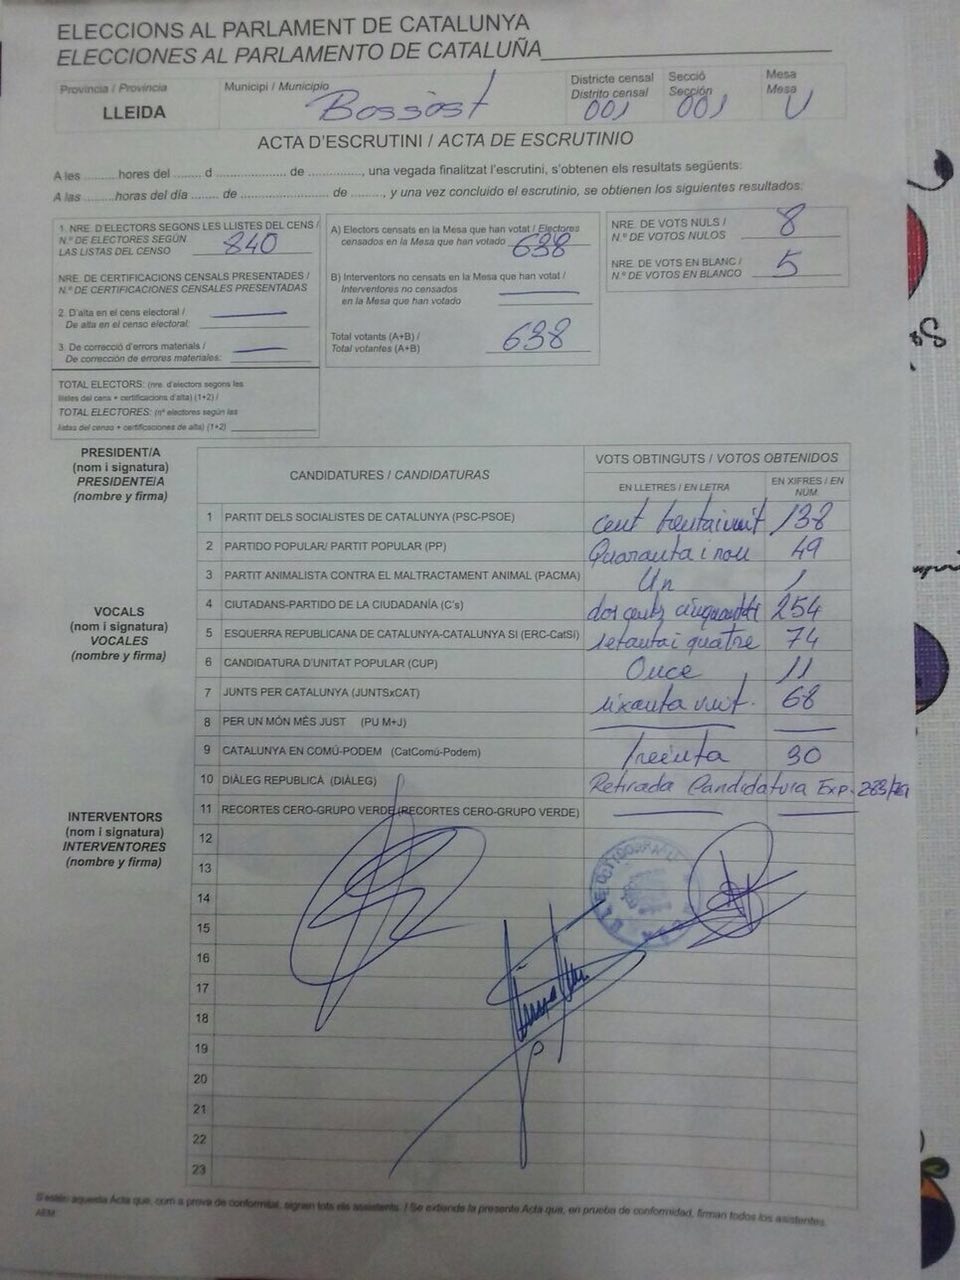 ELECCIONS AL PARLAMENT DE CATALUNYA
ELECCIONES AL PARLAMENTO DE CATALUÑA
Provincia / Provincia
LLEIDA
Municipi / Municipio
Bossòst
Districte censal
Distrito censal
001
Secció
Sección
001
Mesa
Mesa
U
ACTA D'ESCRUTINI / ACTA DE ESCRUTINIO
A les ......... hores del ....... d ..................... de ..............., una vegada finalitzat l'escrutini, s'obtenen els resultats següents:
A las .........horas del día ....... de ........................ de ........, y una vez concluido el escrutinio, se obtienen los siguientes resultados:
1. NRE. D'ELECTORS SEGONS LES LLISTES DEL CENS /
N.º DE ELECTORES SEGÚN
LAS LISTAS DEL CENSO 840
NRE. DE CERTIFICACIONS CENSALS PRESENTADES /
N.º DE CERTIFICACIONES CENSALES PRESENTADAS
2. D'alta en el cens electoral /
De alta en el censo electoral:
3. De correcció d'errors materials /
De corrección de errores materiales:
TOTAL ELECTORS: (nre. d'electors segons les
llistes del cens + certificacions d'alta) (1+2) /
TOTAL ELECTORES: (nº electores según las
listas del censo + certificaciones de alta) (1+2)
A) Electors censats en la Mesa que han votat / Electores
censados en la Mesa que han votado 638
B) Interventors no censats en la Mesa que han votat /
Interventores no censados
en la Mesa que han votado
Total votants (A+B) /
Total votantes (A+B) 638
NRE. DE VOTS NULS /
N.º DE VOTOS NULOS 8
NRE. DE VOTS EN BLANC /
N.º DE VOTOS EN BLANCO 5
PRESIDENT/A
(nom i signatura)
PRESIDENTE/A
(nombre y firma)
VOCALS
(nom i signatura)
VOCALES
(nombre y firma)
INTERVENTORS
(nom i signatura)
INTERVENTORES
(nombre y firma)
CANDIDATURES / CANDIDATURAS
VOTS OBTINGUTS / VOTOS OBTENIDOS
EN LLETRES / EN LETRA
EN XIFRES / EN NÚM.
1 PARTIT DELS SOCIALISTES DE CATALUNYA (PSC-PSOE) cent trentaivuit 138
2 PARTIDO POPULAR/ PARTIT POPULAR (PP) Quaranta i nou 49
3 PARTIT ANIMALISTA CONTRA EL MALTRACTAMENT ANIMAL (PACMA) Un 1
4 CIUTADANS-PARTIDO DE LA CIUDADANÍA (C's) 254
5 ESQUERRA REPUBLICANA DE CATALUNYA-CATALUNYA SI (ERC-CatSí) setanta i quatre 74
6 CANDIDATURA D'UNITAT POPULAR (CUP) Once 11
7 JUNTS PER CATALUNYA (JUNTSxCAT) sixanta vuit. 68
8 PER UN MÓN MÉS JUST (PU M+J)
9 CATALUNYA EN COMÚ-PODEM (CatComú-Podem) Treinta 30
10 DIÀLEG REPUBLICÀ (DIÀLEG) Retirada Candidatura Exp.
11 RECORTES CERO-GRUPO VERDE (RECORTES CERO-GRUPO VERDE)
12
13
14
15
16
17
18
19
20
21
22
23
S'estén aquesta Acta que, com a prova de conformitat, signen tots els assistents. / Se extiende la presente Acta que, en prueba de conformidad, firman todos los asistentes.
AEM